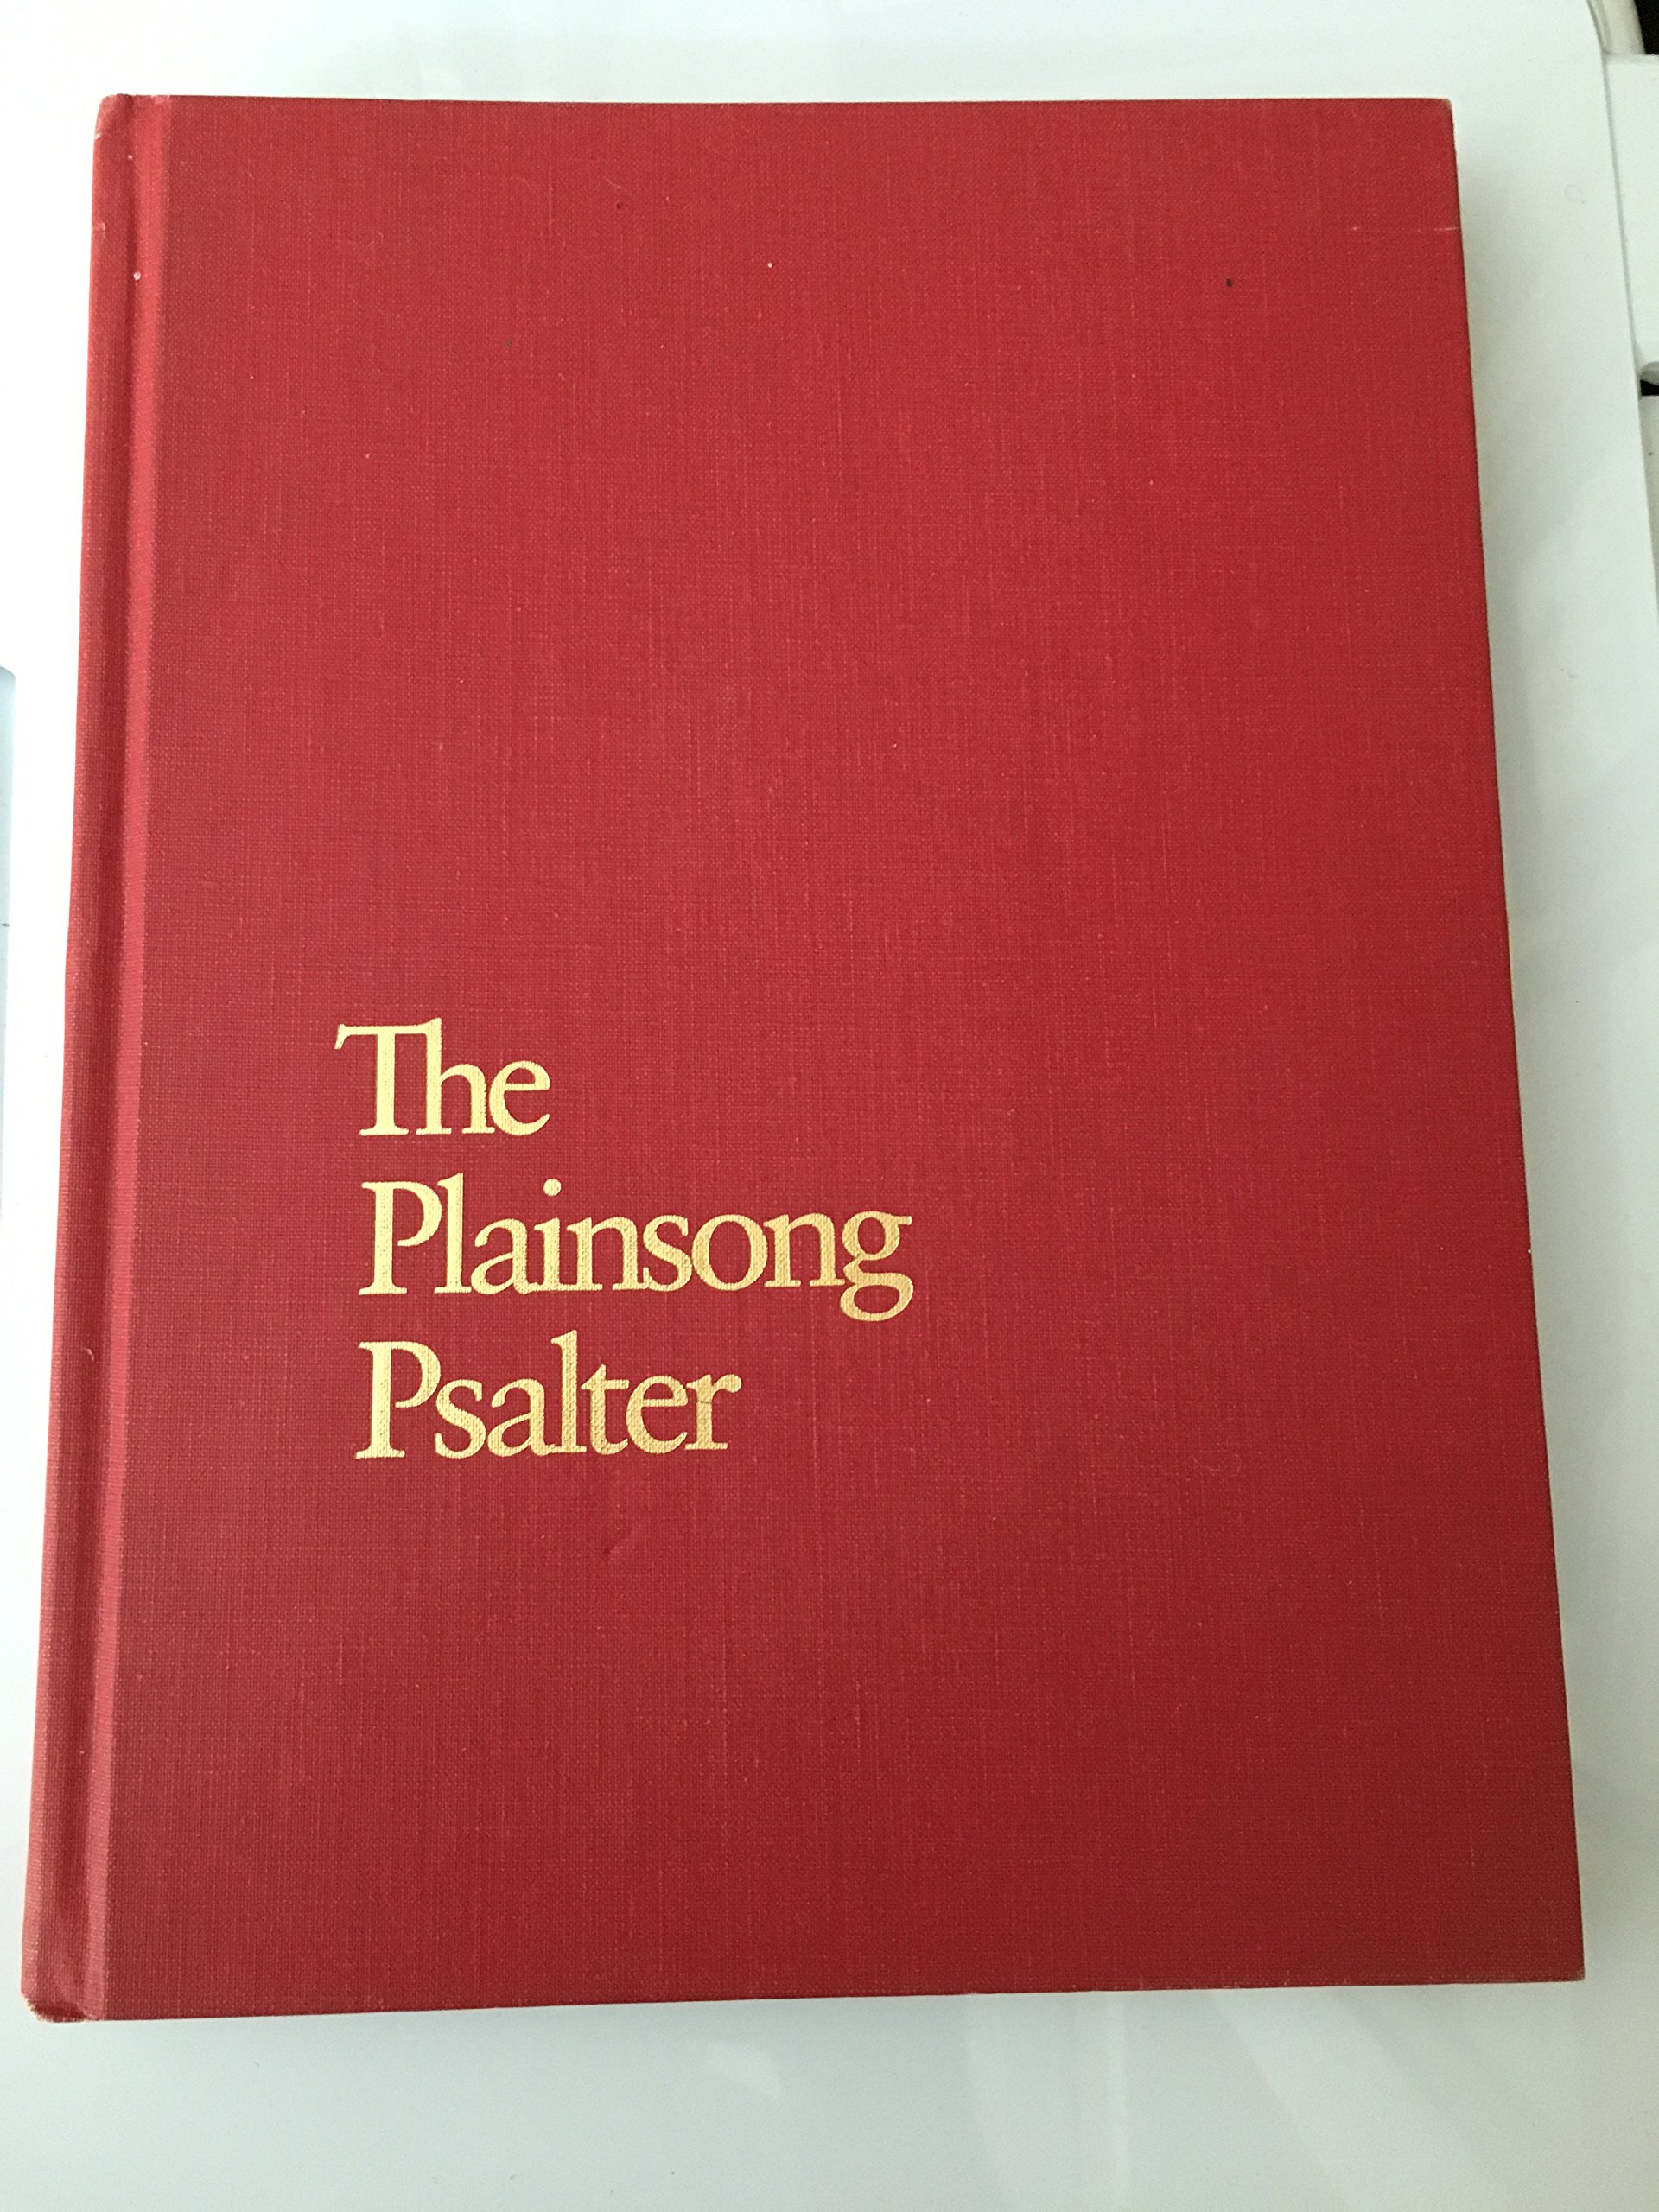 The
Plainsong
Psalter